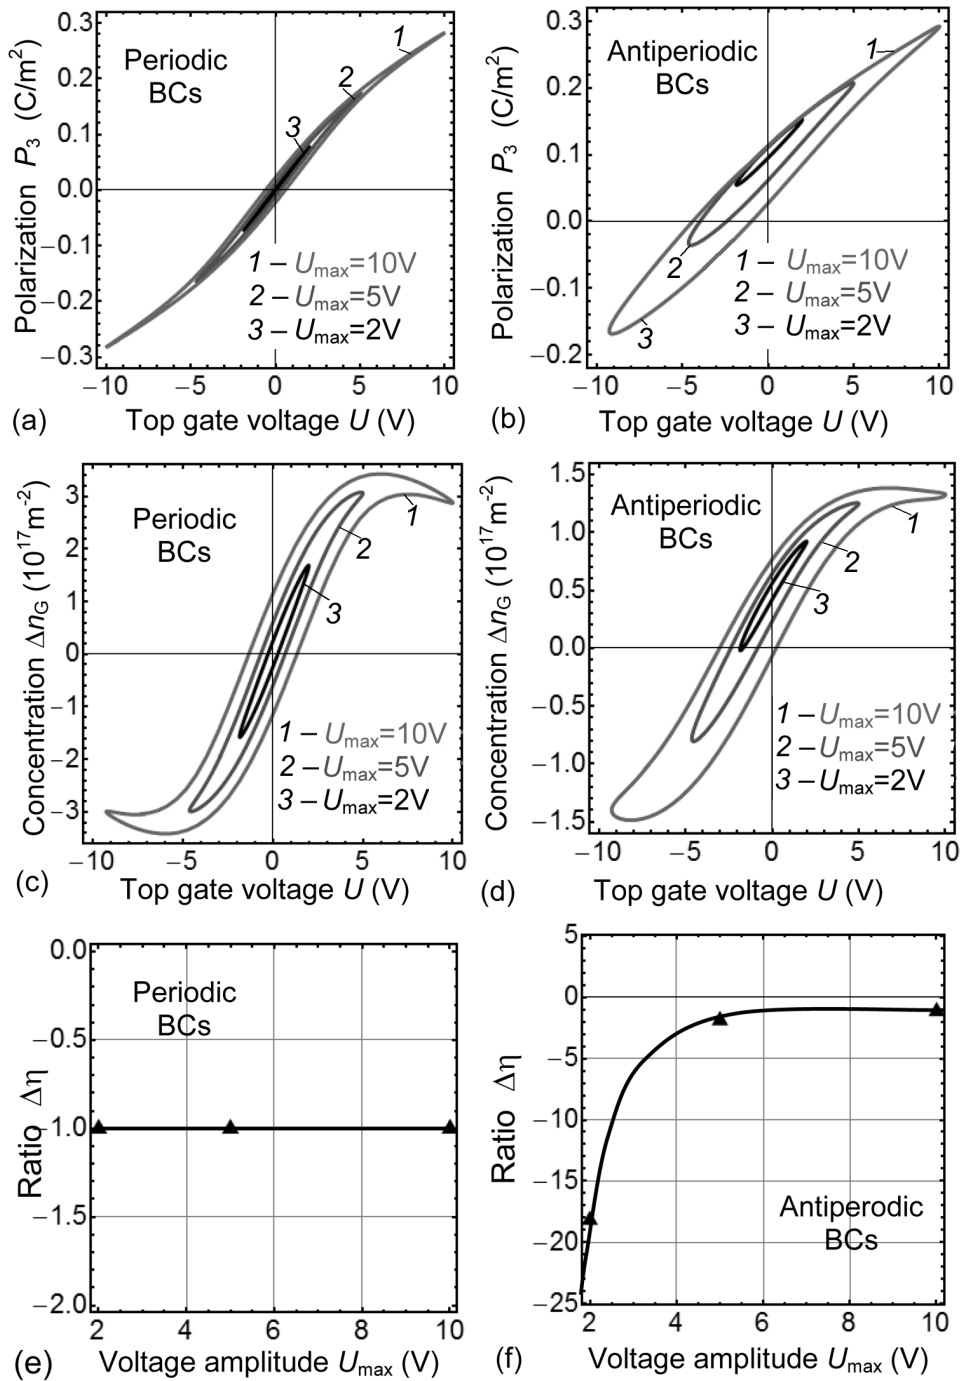 0.3
0.2
0.1
0.0
−0.1
−0.2
−0.3
Polarization P3 (C/m2)
Periodic
BCs
1
2
3
1 – Umax=10V
2 – Umax=5V
3 – Umax=2V
−10 −5 0 5 10
(a) Top gate voltage U (V)
0.3
0.2
0.1
0.0
−0.1
−0.2
Polarization P3 (C/m2)
Antiperiodic
BCs
1
2
3
1 – Umax=10V
2 – Umax=5V
3 – Umax=2V
−10 −5 0 5 10
(b) Top gate voltage U (V)
3
2
1
0
−1
−2
−3
Concentration ΔnG (1017m-2)
Periodic
BCs
1
2
3
1 – Umax=10V
2 – Umax=5V
3 – Umax=2V
−10 −5 0 5 10
(c) Top gate voltage U (V)
1.5
1.0
0.5
0.0
−0.5
−1.0
−1.5
Concentration ΔnG (1017m-2)
Antiperiodic
BCs
1
2
3
1 – Umax=10V
2 – Umax=5V
3 – Umax=2V
−10 −5 0 5 10
(d) Top gate voltage U (V)
0.0
−0.5
−1.0
−1.5
−2.0
Ratio Δη
Periodic
BCs
2 4 6 8 10
(e) Voltage amplitude Umax (V)
5
0
−5
−10
−15
−20
−25
Ratio Δη
Antiperodic
BCs
2 4 6 8 10
(f) Voltage amplitude Umax (V)